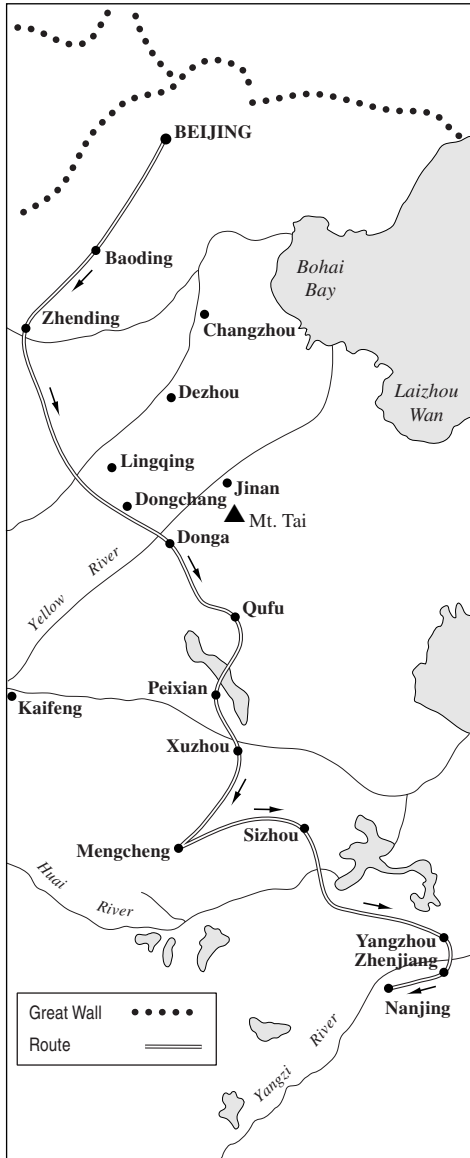 BEIJING
Baoding
Bohai
Bay
Zhending
Changzhou
Laizhou
Wan
Dezhou
Lingqing
Jinan
Dongchang
Mt. Tai
Donga
Yellow River
Qufu
Peixian
Kaifeng
Xuzhou
Sizhou
Mengcheng
Huai River
Yangzhou
Zhenjiang
Nanjing
Great Wall
Route
Yangzi River